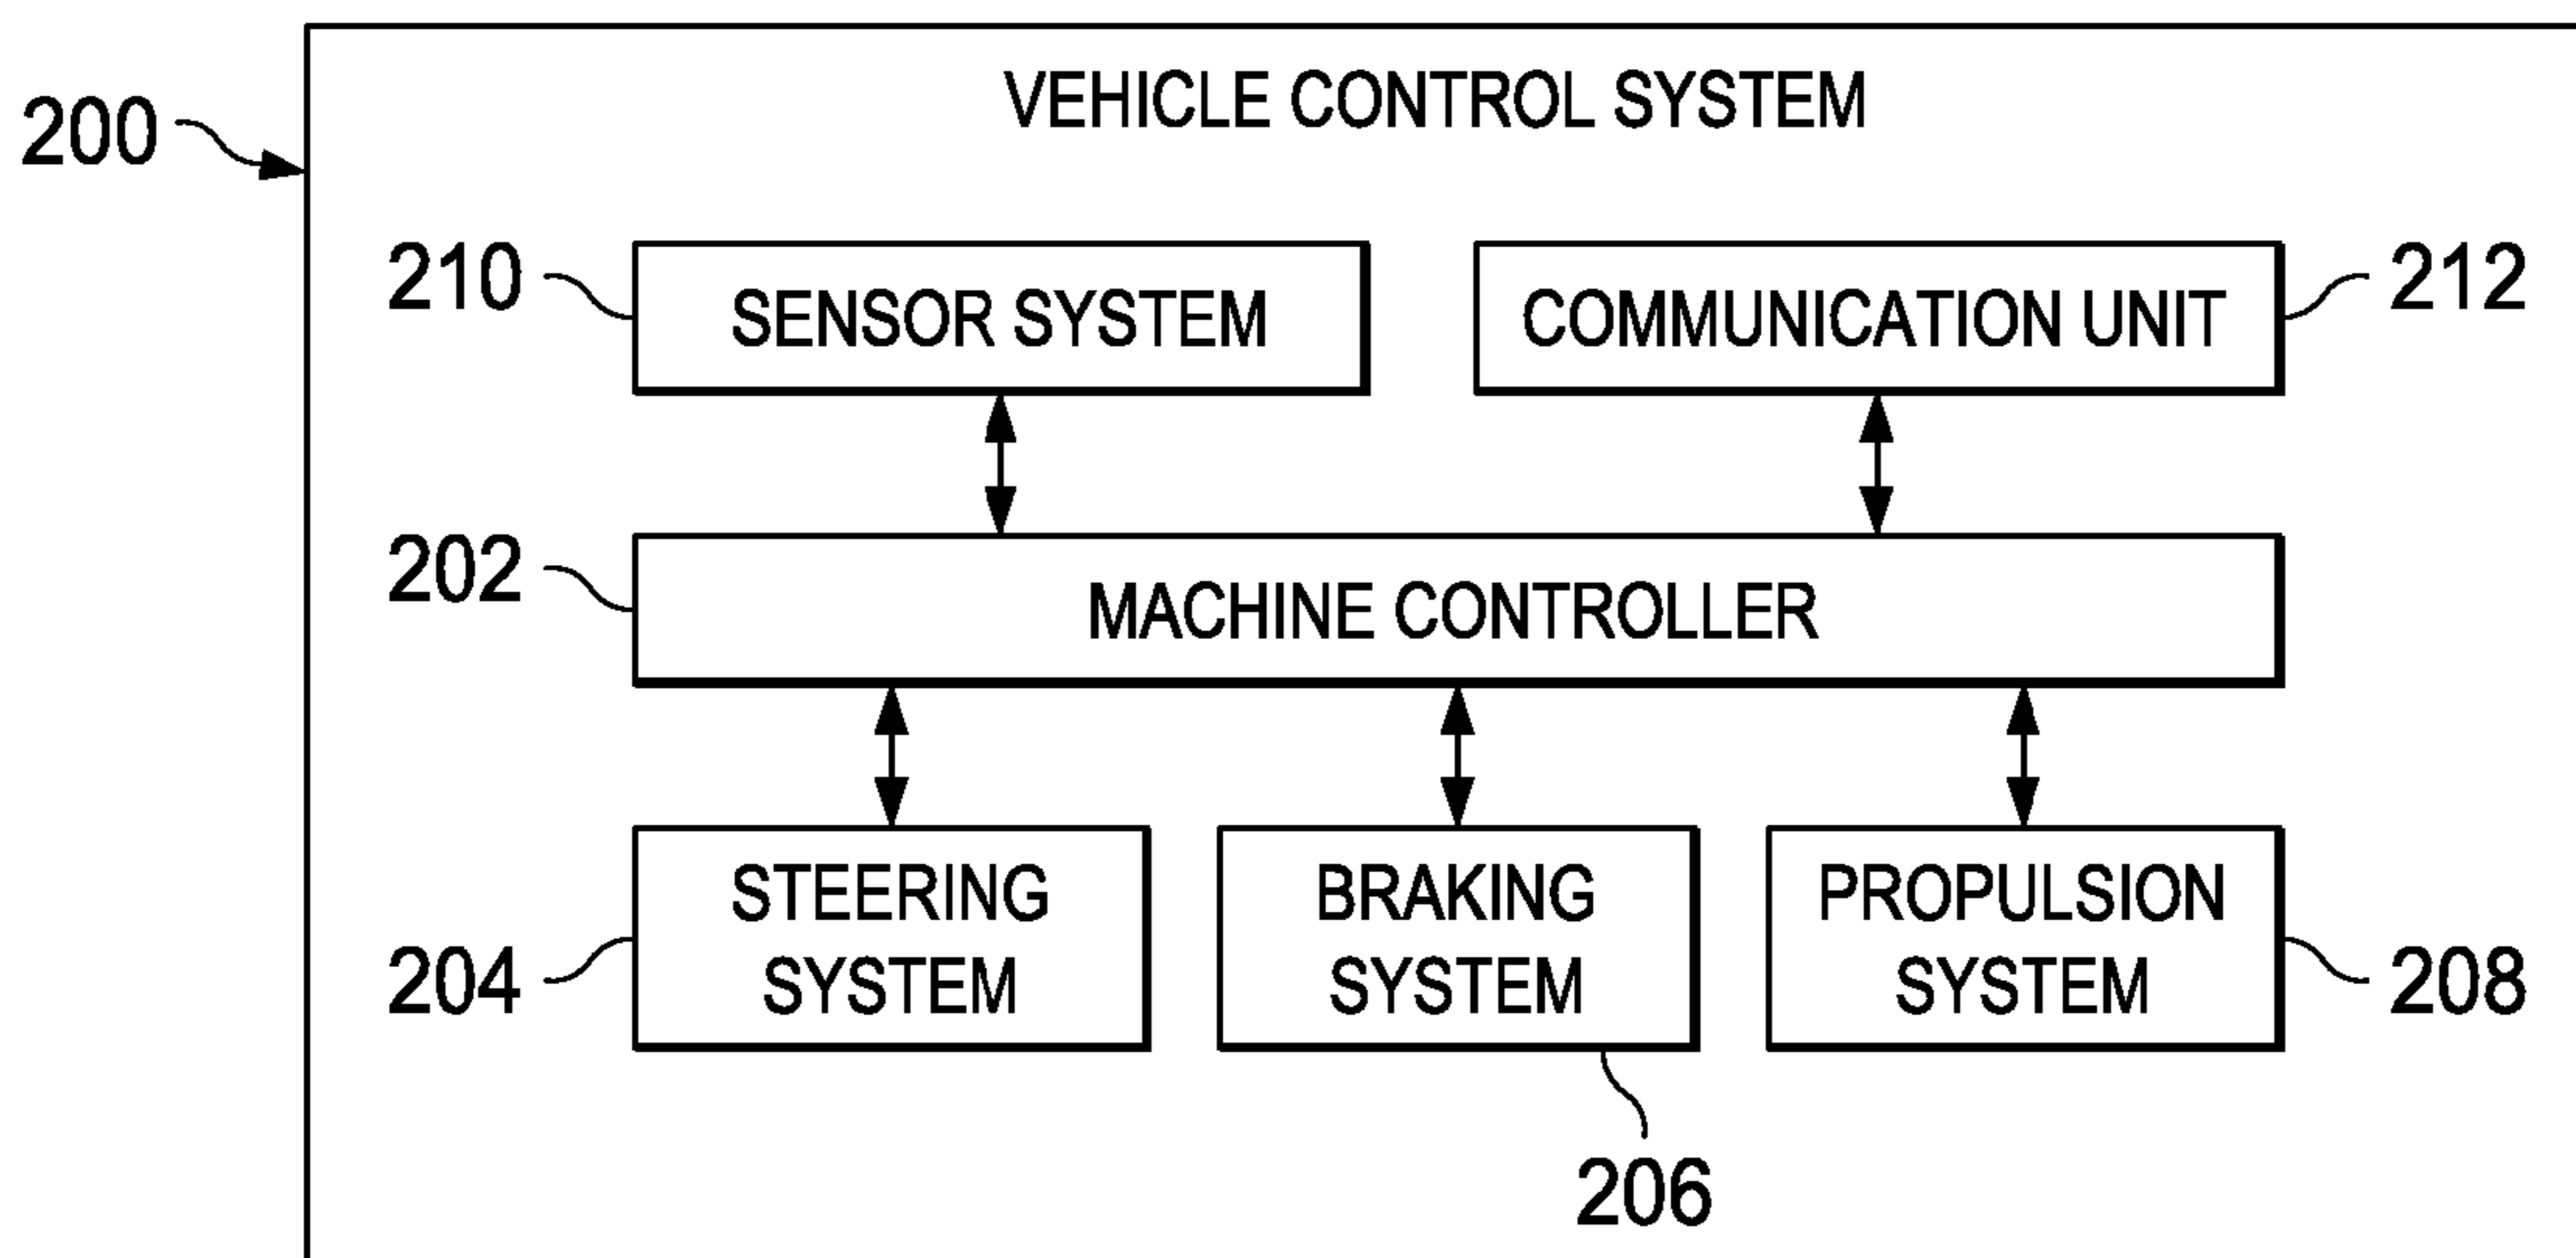 VEHICLE CONTROL SYSTEM
200
210
SENSOR SYSTEM
COMMUNICATION UNIT
212
202
MACHINE CONTROLLER
STEERING
SYSTEM
204
BRAKING
SYSTEM
206
PROPULSION
SYSTEM
208